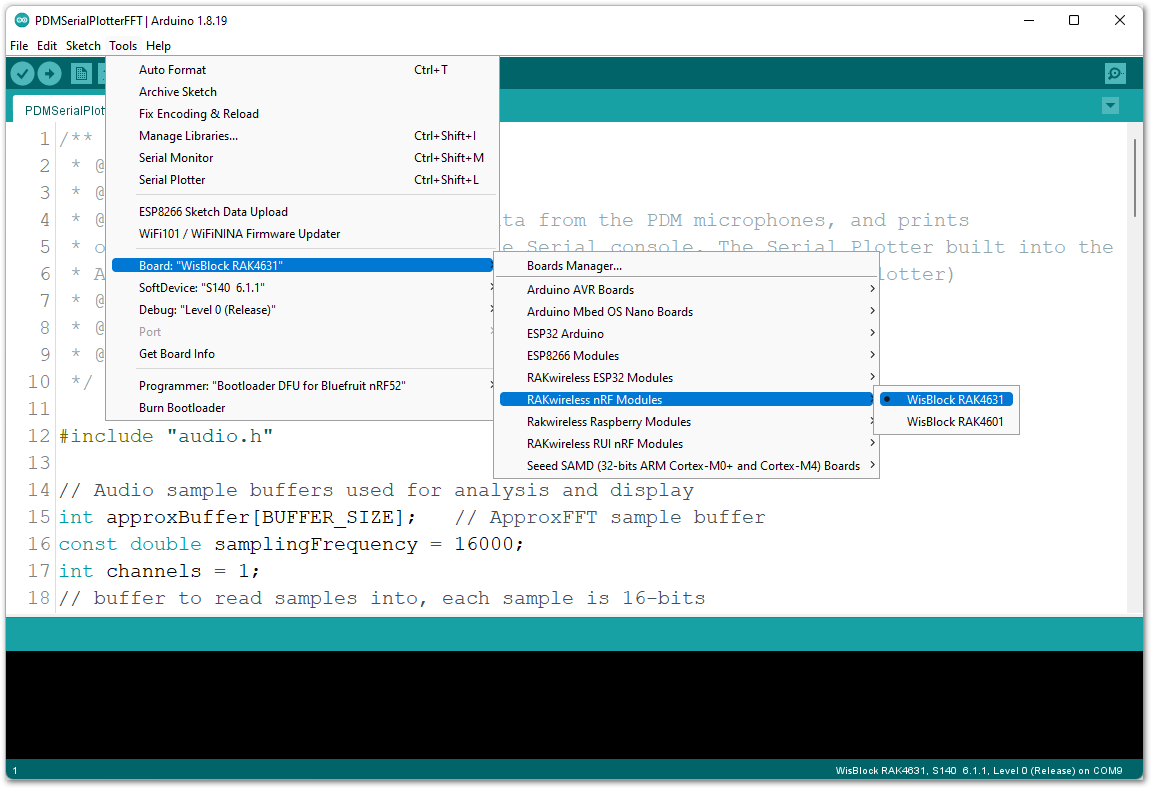 PDMSerialPlotterFFT | Arduino 1.8.19
File Edit Sketch Tools Help
PDMSerialPlot
Auto Format Ctrl+T
Archive Sketch
Fix Encoding & Reload
Manage Libraries... Ctrl+Shift+I
Serial Monitor Ctrl+Shift+M
Serial Plotter Ctrl+Shift+L
ESP8266 Sketch Data Upload
WiFi101 / WiFiNINA Firmware Updater
Board: "WisBlock RAK4631"
SoftDevice: "S140 6.1.1"
Debug: "Level 0 (Release)"
Port
Get Board Info
Programmer: "Bootloader DFU for Bluefruit nRF52"
Burn Bootloader
Boards Manager...
Arduino AVR Boards
Arduino Mbed OS Nano Boards
ESP32 Arduino
ESP8266 Modules
RAKwireless ESP32 Modules
RAKwireless nRF Modules
Rakwireless Raspberry Modules
RAKwireless RUI nRF Modules
Seeed SAMD (32-bits ARM Cortex-M0+ and Cortex-M4) Boards
WisBlock RAK4631
WisBlock RAK4601
1 /**
2 * @
3 * @
4 * @ ta from the PDM microphones, and prints
5 * o e Serial console. The Serial Plotter built into the
6 * A lotter)
7 * @
8 * @
9 * @
10 */
11
12 #include "audio.h"
13
14 // Audio sample buffers used for analysis and display
15 int approxBuffer[BUFFER_SIZE]; // ApproxFFT sample buffer
16 const double samplingFrequency = 16000;
17 int channels = 1;
18 // buffer to read samples into, each sample is 16-bits
1 WisBlock RAK4631, S140 6.1.1, Level 0 (Release) on COM9